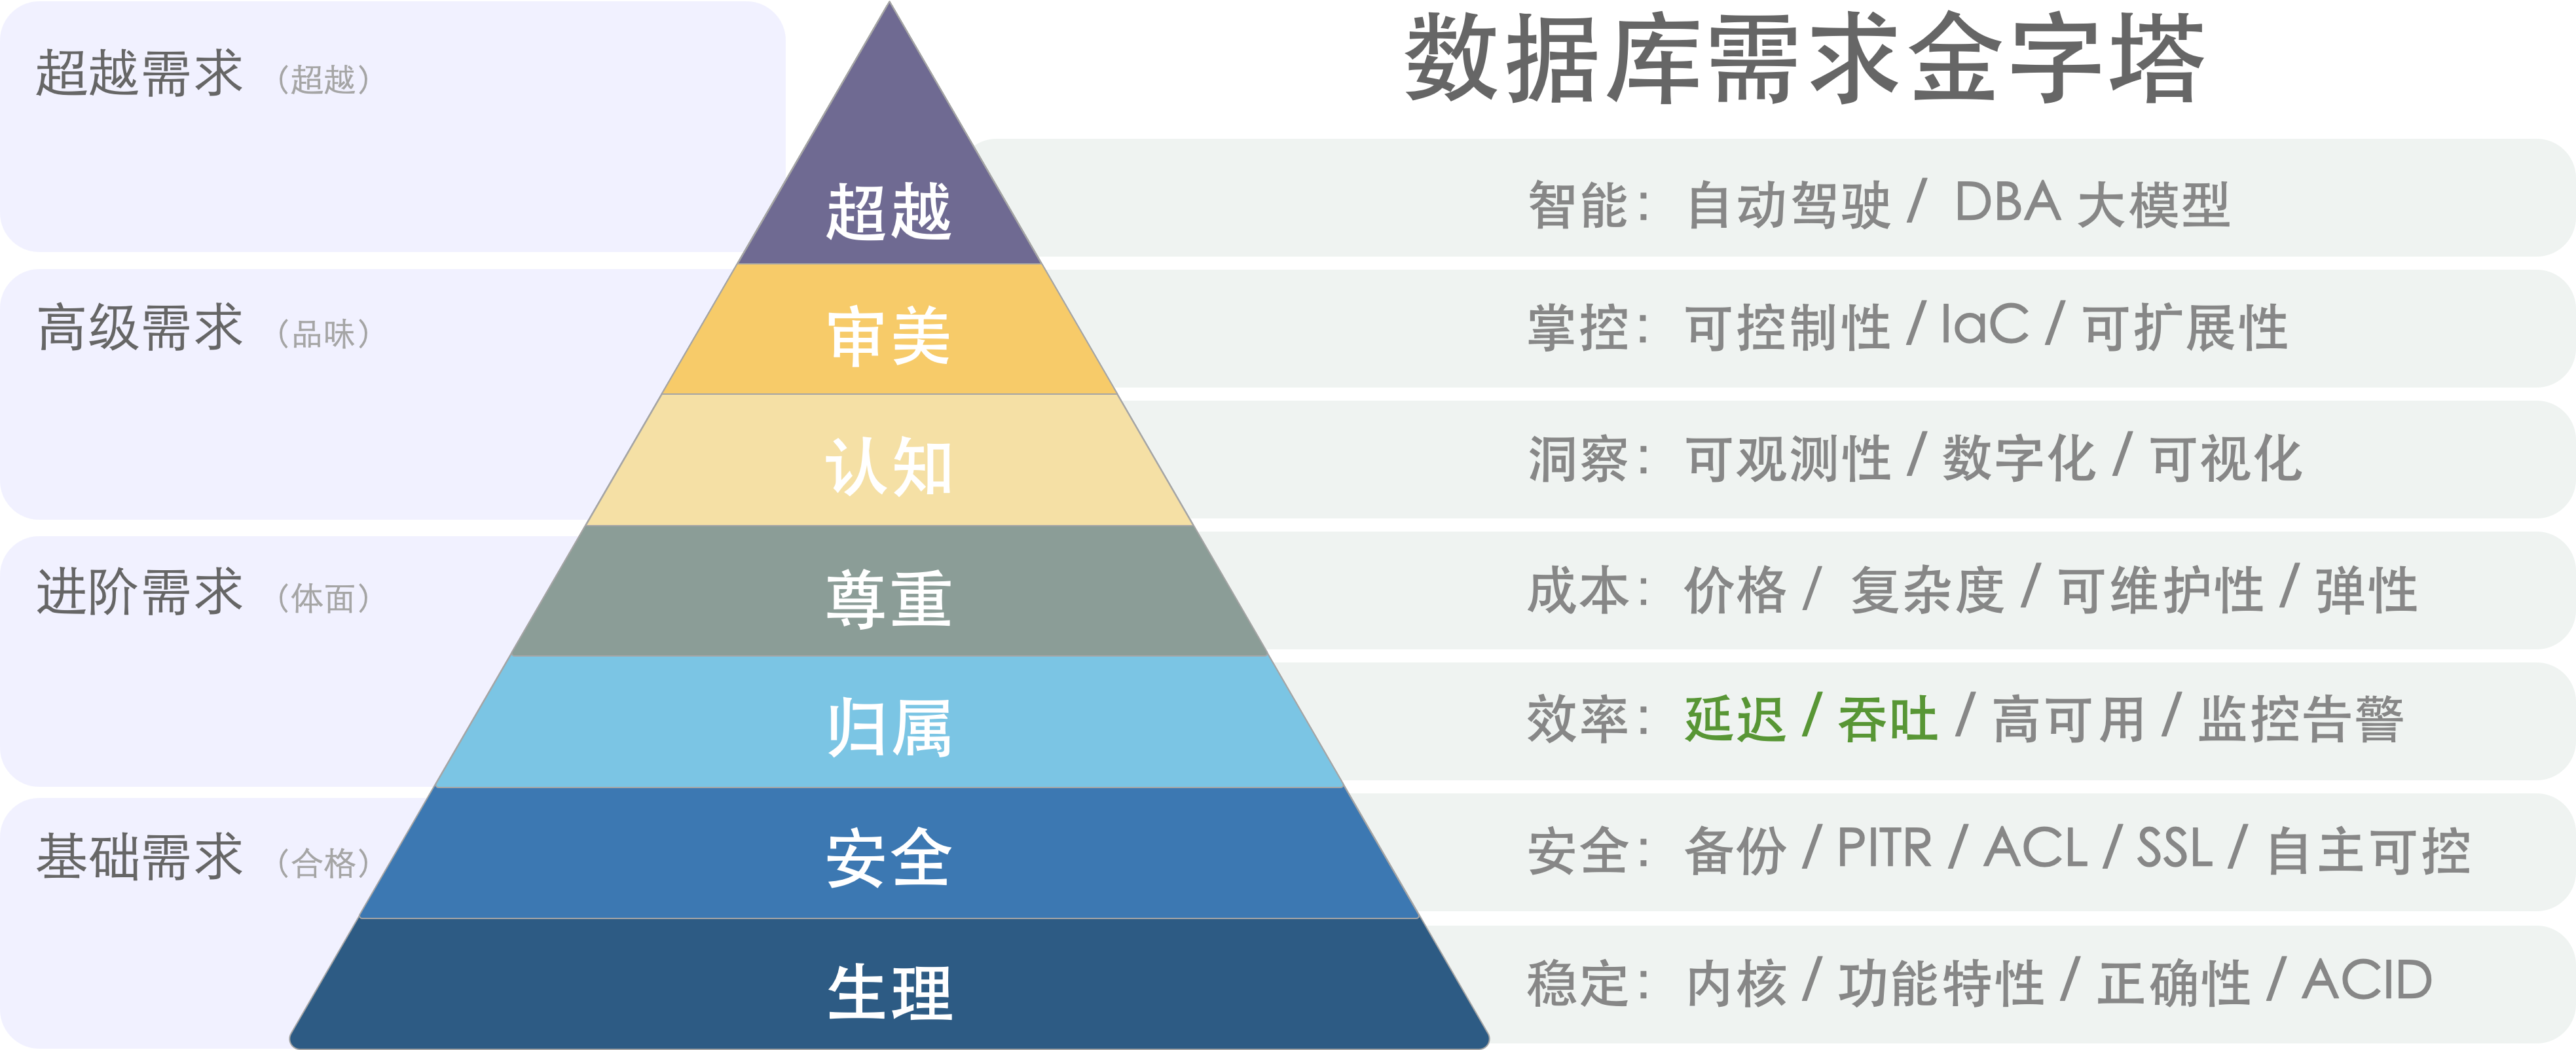 数据库需求金字塔
超越需求（超越）
超越
智能：自动驾驶 / DBA 大模型
高级需求（品味）
审美
掌控：可控制性 / IaC / 可扩展性
认知
洞察：可观测性 / 数字化 / 可视化
进阶需求（体面）
尊重
成本：价格 / 复杂度 / 可维护性 / 弹性
归属
效率：延迟 / 吞吐 / 高可用 / 监控告警
基础需求（合格）
安全
安全：备份 / PITR / ACL / SSL / 自主可控
生理
稳定：内核 / 功能特性 / 正确性 / ACID